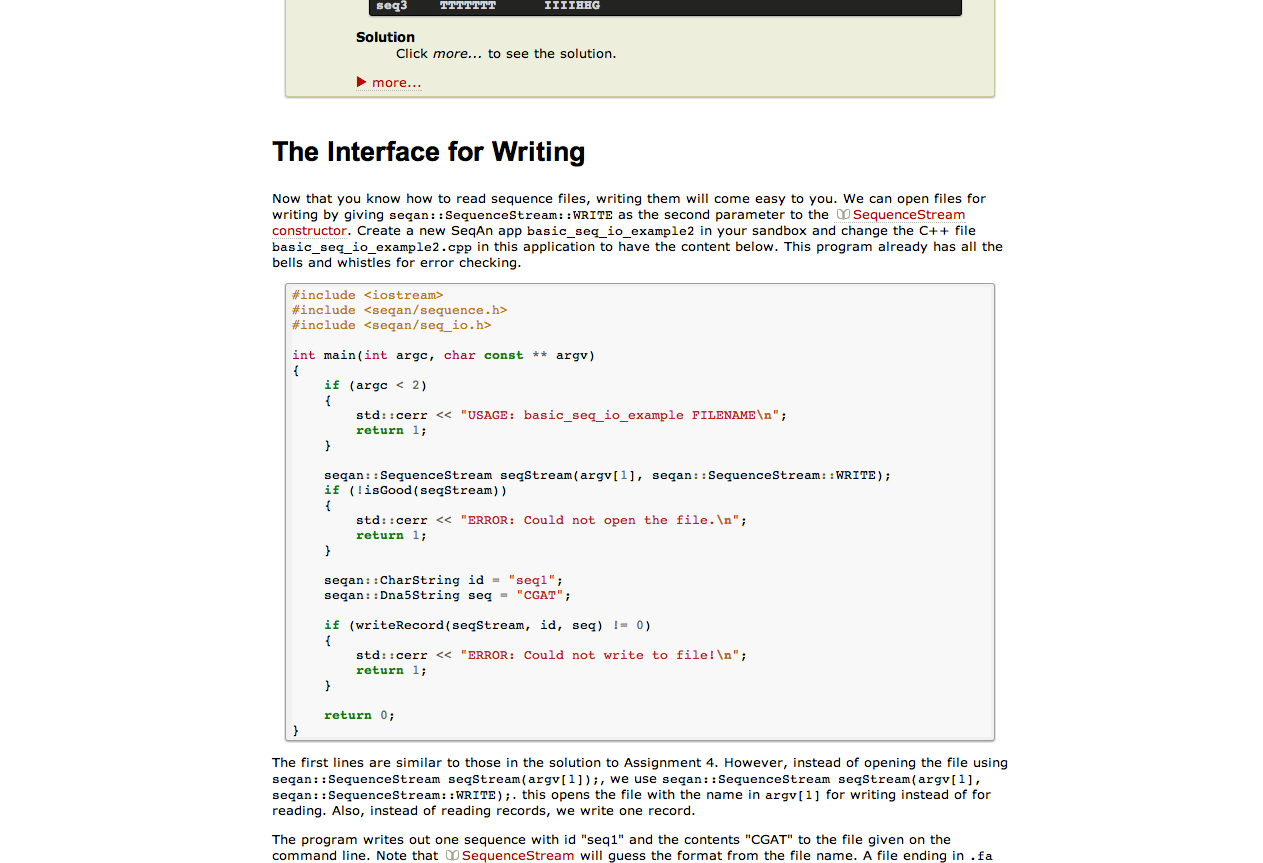 seq3    TTTTTTT      IIIIHHG
Solution
Click more... to see the solution.
more...
The Interface for Writing
Now that you know how to read sequence files, writing them will come easy to you. We can open files for
writing by giving seqan::SequenceStream::WRITE as the second parameter to the SequenceStream
constructor. Create a new SeqAn app basic_seq_io_example2 in your sandbox and change the C++ file
basic_seq_io_example2.cpp in this application to have the content below. This program already has all the
bells and whistles for error checking.
#include <iostream>
#include <seqan/sequence.h>
#include <seqan/seq_io.h>
int main(int argc, char const ** argv)
{
    if (argc < 2)
    {
        std::cerr << "USAGE: basic_seq_io_example FILENAME\n";
        return 1;
    }
    seqan::SequenceStream seqStream(argv[1], seqan::SequenceStream::WRITE);
    if (!isGood(seqStream))
    {
        std::cerr << "ERROR: Could not open the file.\n";
        return 1;
    }
    seqan::CharString id = "seq1";
    seqan::Dna5String seq = "CGAT";
    if (writeRecord(seqStream, id, seq) != 0)
    {
        std::cerr << "ERROR: Could not write to file!\n";
        return 1;
    }
    return 0;
}
The first lines are similar to those in the solution to Assignment 4. However, instead of opening the file using
seqan::SequenceStream seqStream(argv[1]);, we use seqan::SequenceStream seqStream(argv[1],
seqan::SequenceStream::WRITE);. this opens the file with the name in argv[1] for writing instead of for
reading. Also, instead of reading records, we write one record.
The program writes out one sequence with id "seq1" and the contents "CGAT" to the file given on the
command line. Note that SequenceStream will guess the format from the file name. A file ending in .fa